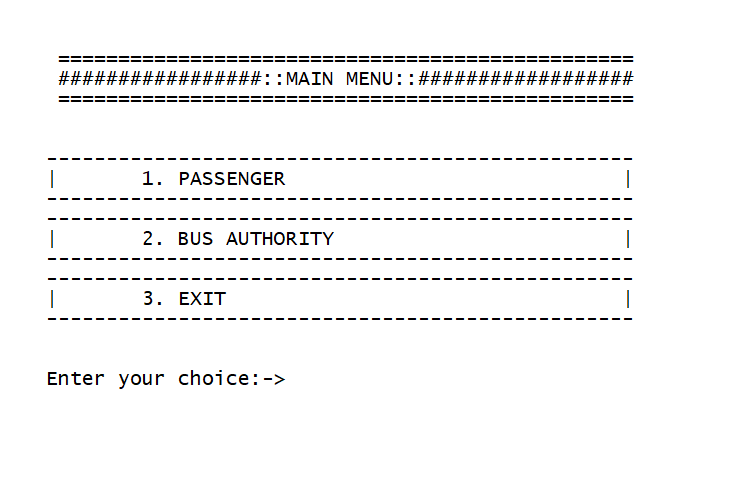 ================================================
#################::MAIN MENU::##################
================================================
-------------------------------------------------
|       1. PASSENGER                            |
-------------------------------------------------
-------------------------------------------------
|       2. BUS AUTHORITY                        |
-------------------------------------------------
-------------------------------------------------
|       3. EXIT                                 |
-------------------------------------------------
Enter your choice:->